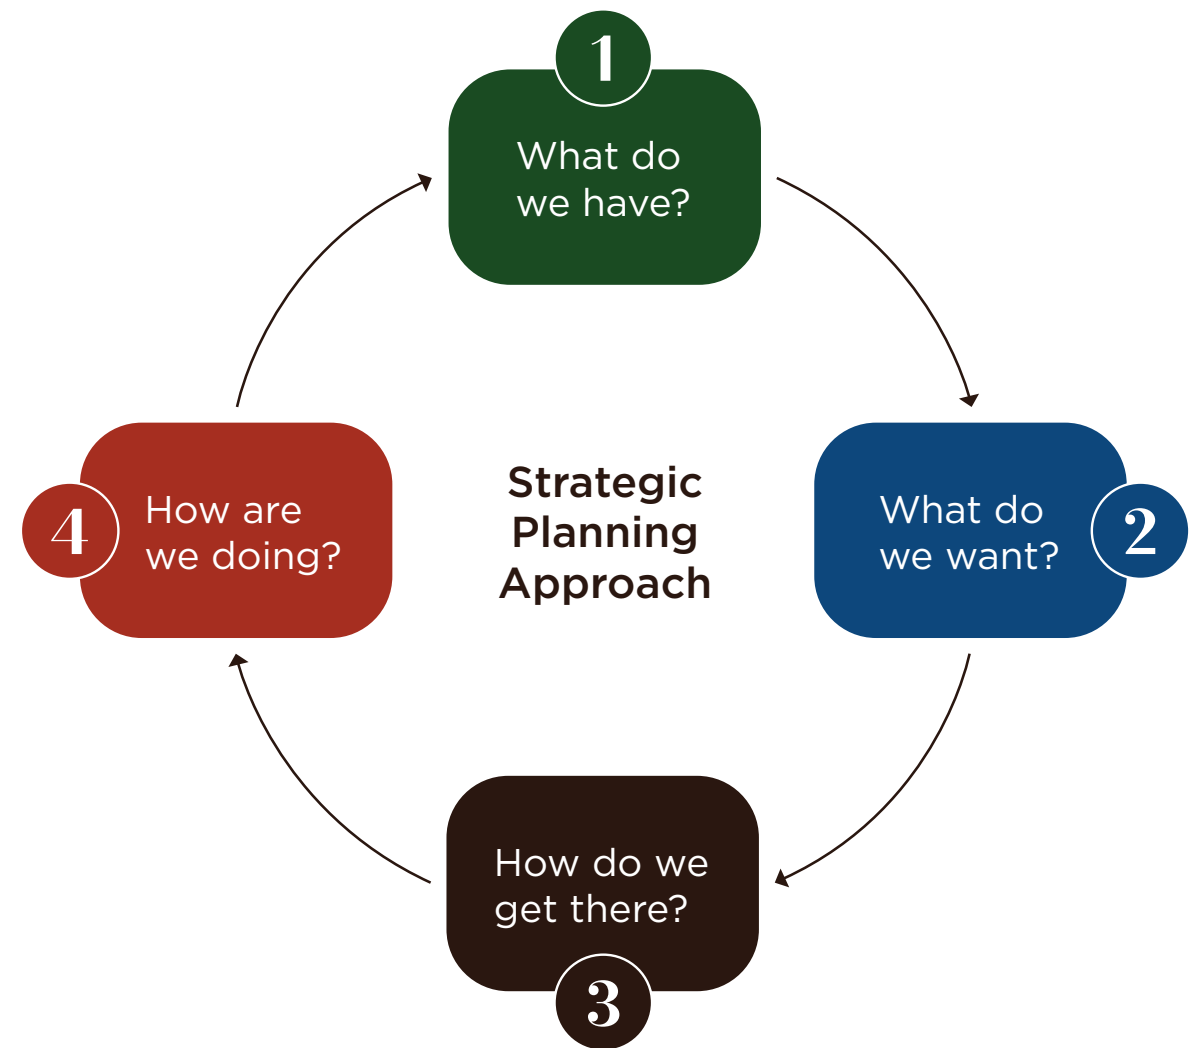 1
What do
we have?
2
What do
we want?
3
How do we
get there?
4
How are
we doing?
Strategic
Planning
Approach